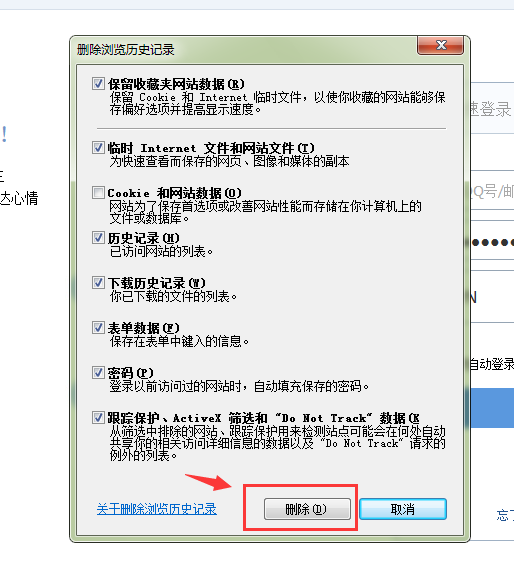 删除浏览历史记录
保留收藏夹网站数据(R)
保留 Cookie 和 Internet 临时文件，以使你收藏的网站能够保
存偏好选项并提高显示速度。
!
临时 Internet 文件和网站文件(T)
为快速查看而保存的网页、图像和媒体的副本
速登录
达心情
Cookie 和网站数据(O)
网站为了保存首选项或改善网站性能而存储在你计算机上的
文件或数据库。
QQ号/邮
历史记录(H)
已访问网站的列表。
下载历史记录(W)
你已下载的文件的列表。
N
表单数据(F)
保存在表单中键入的信息。
自动登录
密码(P)
登录以前访问过的网站时，自动填充保存的密码。
跟踪保护、ActiveX 筛选和 “Do Not Track” 数据(K
从筛选中排除的网站、跟踪保护用来检测站点可能会在何处自动
共享你的相关访问详细信息的数据以及 “Do Not Track” 请求的
例外的列表。
关于删除浏览历史记录
删除(D)
取消
忘了